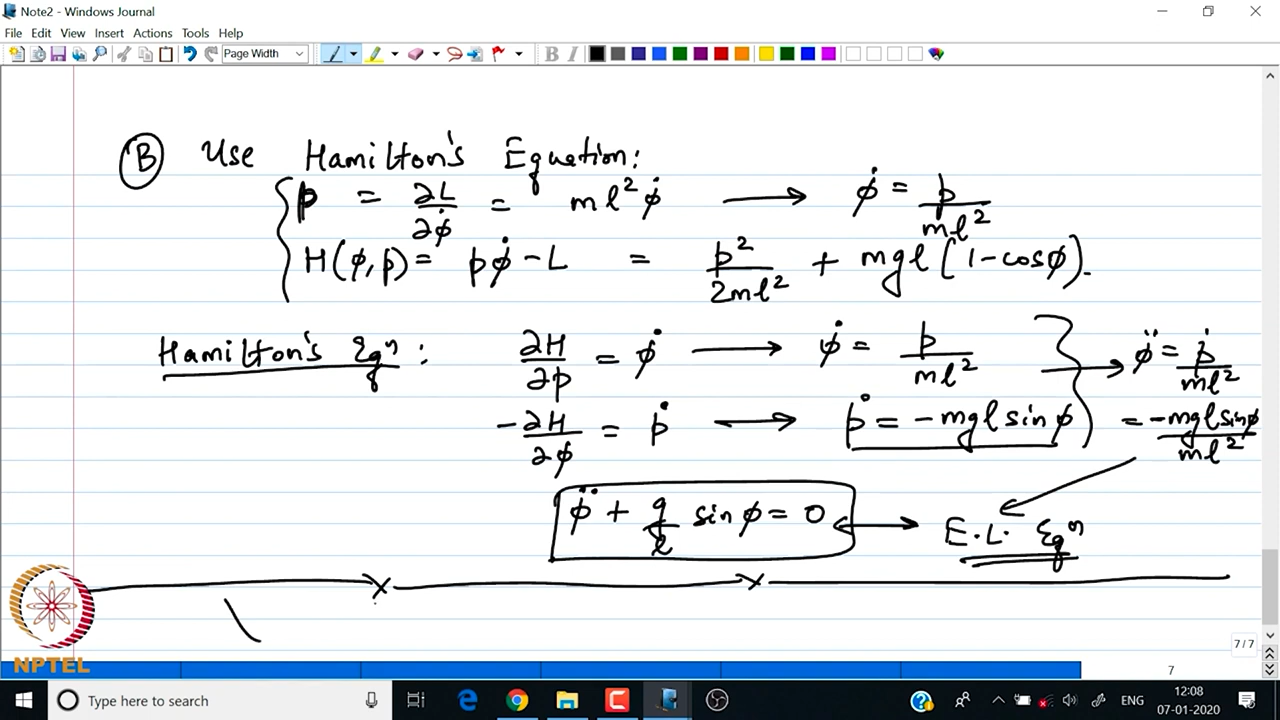 Note2 - Windows Journal
File Edit View Insert Actions Tools Help
Page Width
B I
Ⓑ Use Hamilton's Equation:
p = ∂L/∂φ̇ = ml²φ̇ → φ̇ = p/ml²
H(φ,p) = pφ̇ - L = p²/2ml² + mgl(1-cosφ).
Hamilton's Eqⁿ: ∂H/∂p = φ̇ → φ̇ = p/ml² → φ̈ = ṗ/ml²
-∂H/∂φ = ṗ → ṗ = -mgl sinφ = -mgl sinφ/ml²
φ̈ + g/l sinφ = 0 ↔ E.L. Eqⁿ
NPTEL
7/7
7
Type here to search
ENG
12:08
07-01-2020